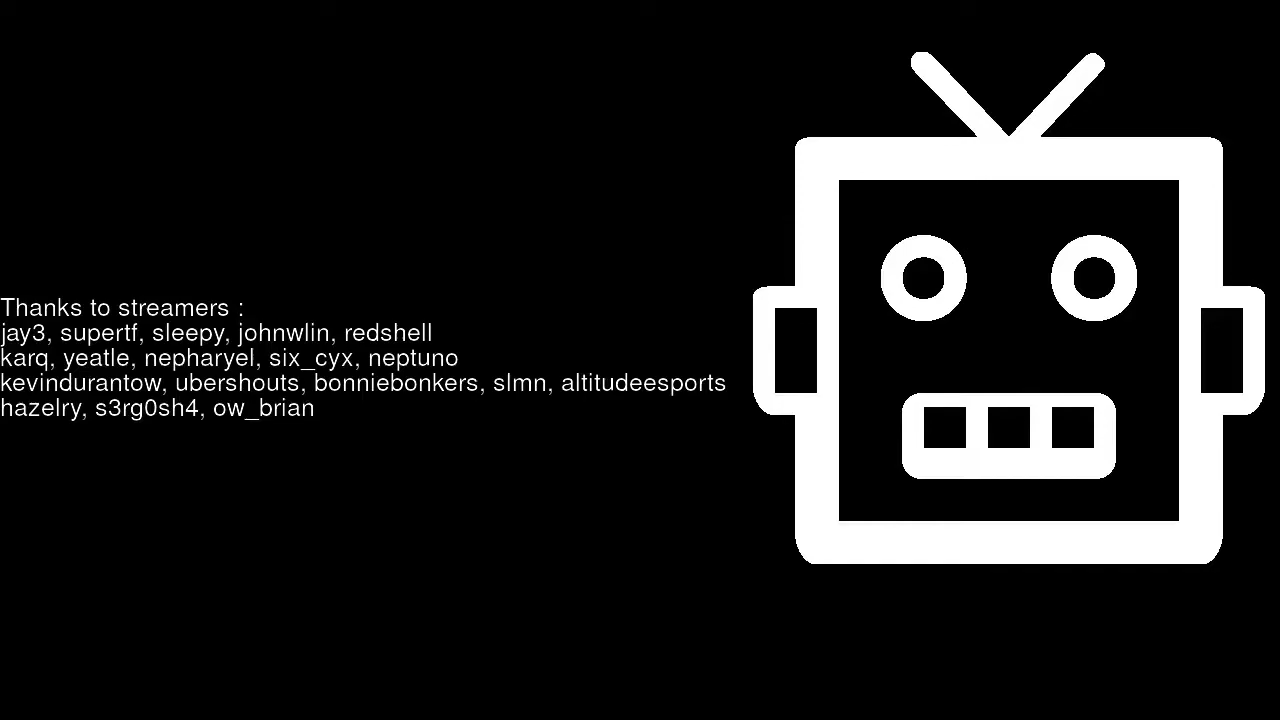 Thanks to streamers :
jay3, supertf, sleepy, johnwlin, redshell
karq, yeatle, nepharyel, six_cyx, neptuno
kevindurantow, ubershouts, bonniebonkers, slmn, altitudeesports
hazelry, s3rg0sh4, ow_brian